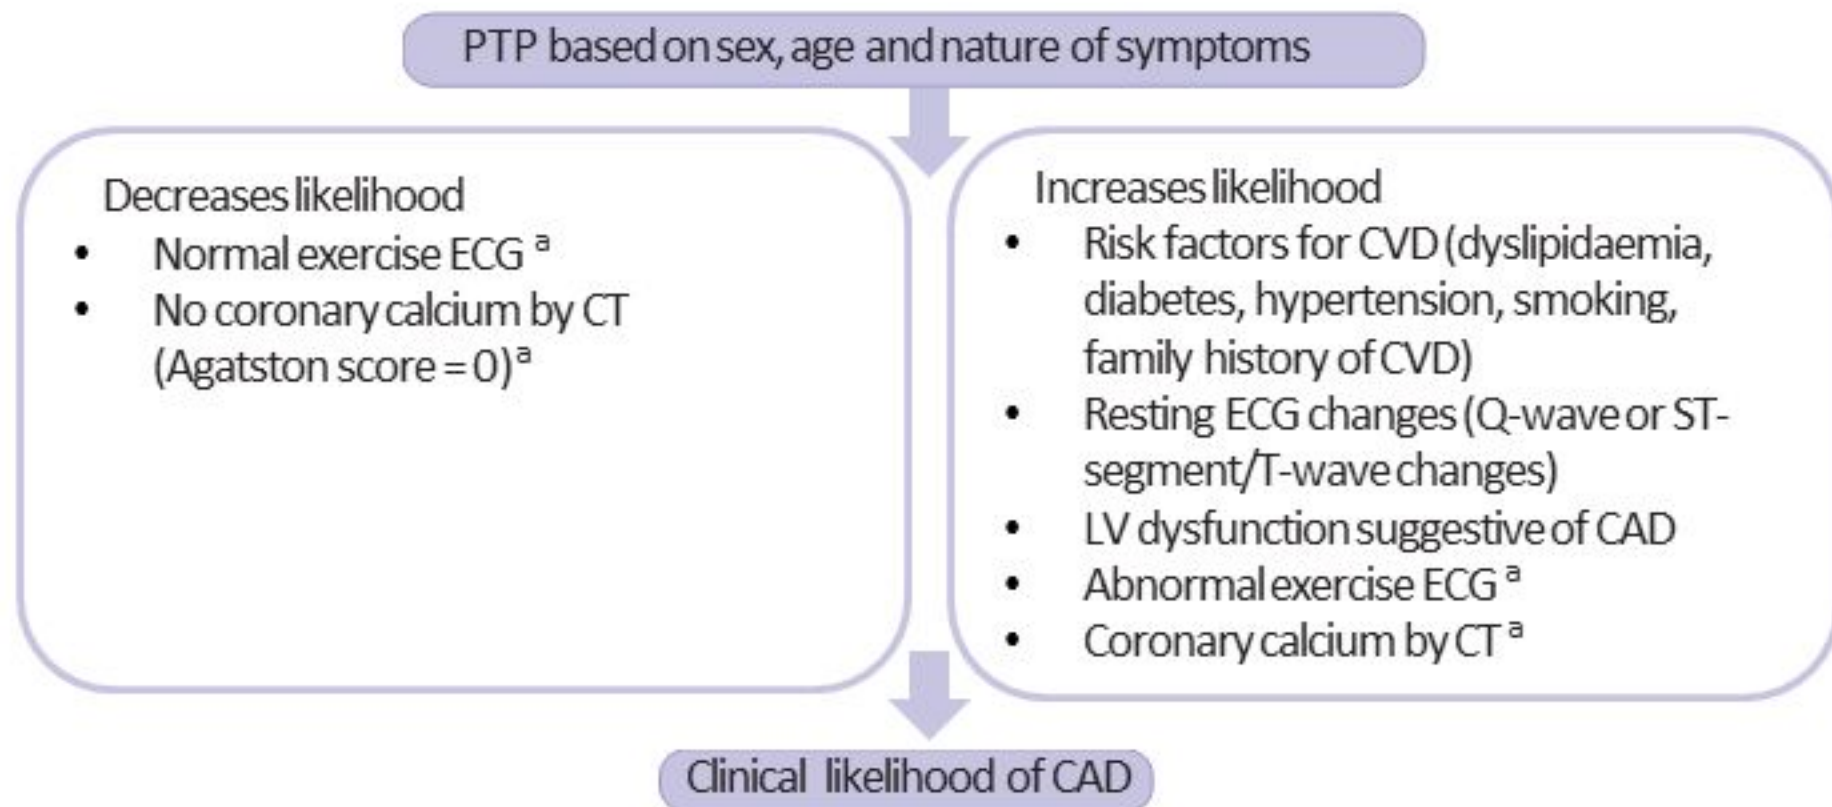 PTP based on sex, age and nature of symptoms
Decreases likelihood
• Normal exercise ECG ᵃ
• No coronary calcium by CT
(Agatston score = 0) ᵃ
Increases likelihood
• Risk factors for CVD (dyslipidaemia,
diabetes, hypertension, smoking,
family history of CVD)
• Resting ECG changes (Q-wave or ST-
segment/T-wave changes)
• LV dysfunction suggestive of CAD
• Abnormal exercise ECG ᵃ
• Coronary calcium by CT ᵃ
Clinical likelihood of CAD